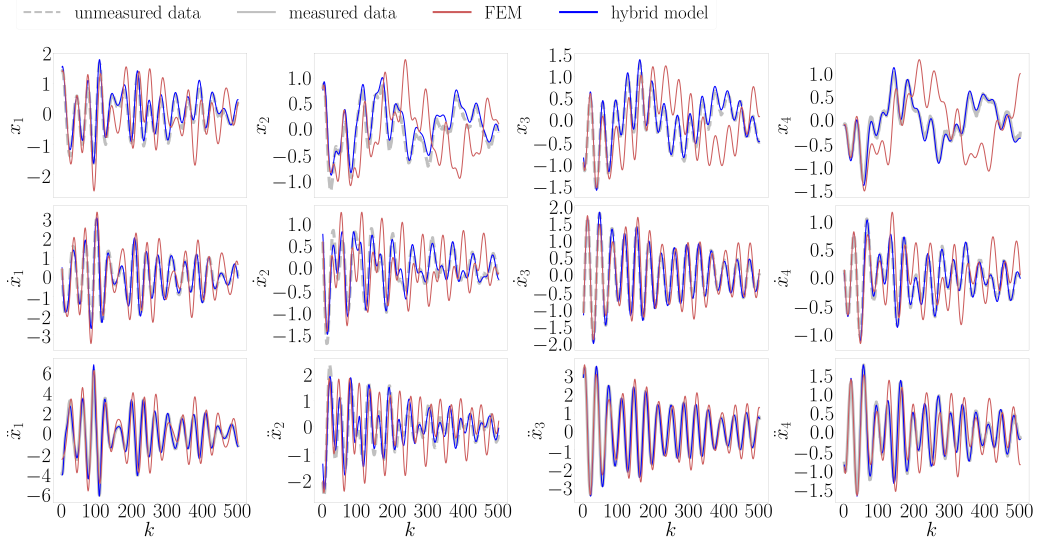 unmeasured data measured data FEM hybrid model
x₁ 2 1 0 −1 −2
x₂ 1.0 0.5 0.0 −0.5 −1.0
x₃ 1.5 1.0 0.5 0.0 −0.5 −1.0 −1.5
x₄ 1.0 0.5 0.0 −0.5 −1.0 −1.5
ẋ₁ 3 2 1 0 −1 −2 −3
ẋ₂ 1.0 0.5 0.0 −0.5 −1.0 −1.5
ẋ₃ 2.0 1.5 1.0 0.5 0.0 −0.5 −1.0 −1.5 −2.0
ẋ₄ 1.0 0.5 0.0 −0.5 −1.0
ẍ₁ 6 4 2 0 −2 −4 −6
ẍ₂ 2 1 0 −1 −2
ẍ₃ 3 2 1 0 −1 −2 −3
ẍ₄ 1.5 1.0 0.5 0.0 −0.5 −1.0 −1.5
0 100 200 300 400 500 0 100 200 300 400 500 0 100 200 300 400 500 0 100 200 300 400 500
k k k k